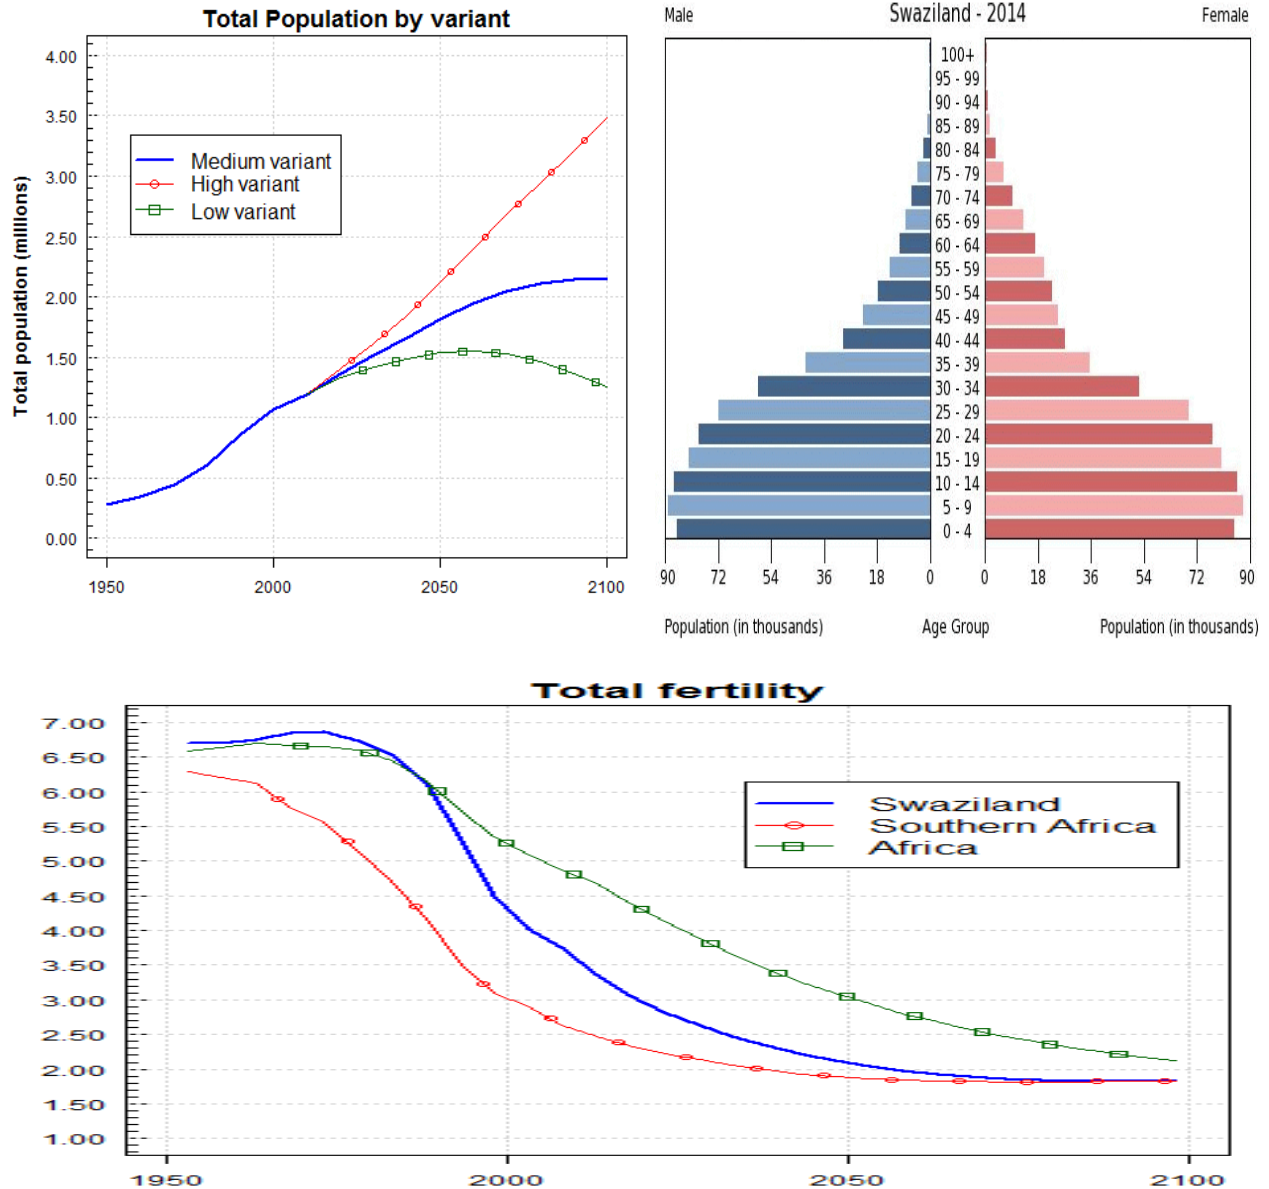 Total Population by variant
Total population (millions)
4.00
3.50
3.00
2.50
2.00
1.50
1.00
0.50
0.00
Medium variant
High variant
Low variant
1950 2000 2050 2100
Male Swaziland - 2014 Female
100+
95 - 99
90 - 94
85 - 89
80 - 84
75 - 79
70 - 74
65 - 69
60 - 64
55 - 59
50 - 54
45 - 49
40 - 44
35 - 39
30 - 34
25 - 29
20 - 24
15 - 19
10 - 14
5 - 9
0 - 4
90 72 54 36 18 0 0 18 36 54 72 90
Population (in thousands) Age Group Population (in thousands)
Total fertility
7.00
6.50
6.00
5.50
5.00
4.50
4.00
3.50
3.00
2.50
2.00
1.50
1.00
Swaziland
Southern Africa
Africa
1950 2000 2050 2100